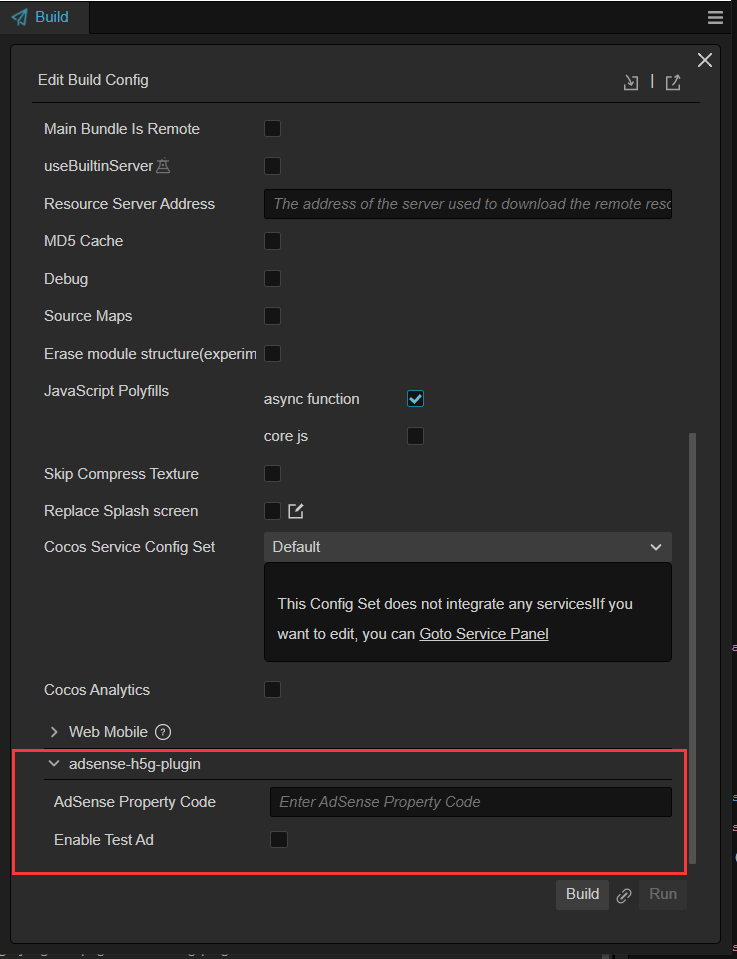 Build
Edit Build Config
Main Bundle Is Remote
useBuiltinServer
Resource Server Address The address of the server used to download the remote resc
MD5 Cache
Debug
Source Maps
Erase module structure(experim
JavaScript Polyfills
async function
core js
Skip Compress Texture
Replace Splash screen
Cocos Service Config Set Default
This Config Set does not integrate any services!If you
want to edit, you can Goto Service Panel
Cocos Analytics
Web Mobile ?
adsense-h5g-plugin
AdSense Property Code Enter AdSense Property Code
Enable Test Ad
Build Run